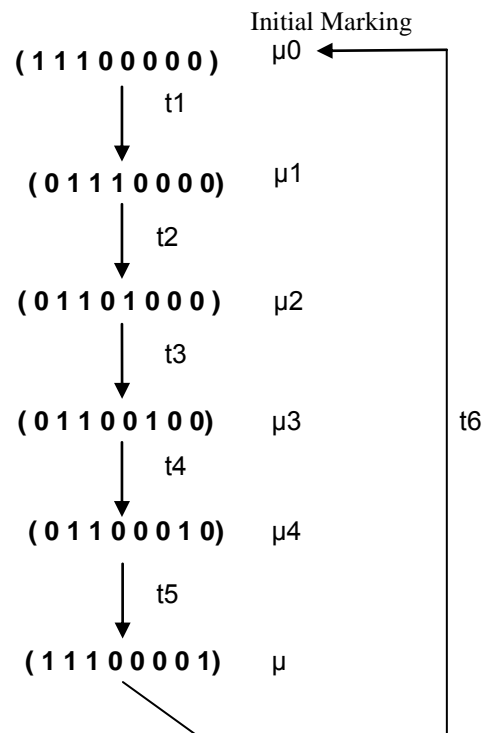 Initial Marking
( 1 1 1 0 0 0 0 0 ) µ0
t1
( 0 1 1 1 0 0 0 0) µ1
t2
( 0 1 1 0 1 0 0 0 ) µ2
t3
( 0 1 1 0 0 1 0 0) µ3 t6
t4
( 0 1 1 0 0 0 1 0) µ4
t5
( 1 1 1 0 0 0 0 1) µ